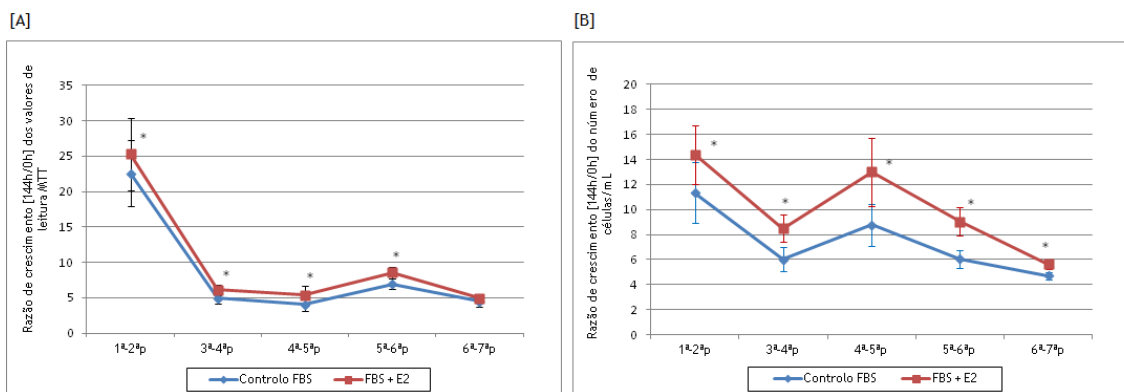 [A]
Razão de crescimento [144h/0h] dos valores de
leitura MTT
35
30
25
20
15
10
5
0
*
*
*
*
1ª-2ªp
3ª-4ªp
4ª-5ªp
5ª-6ªp
6ª-7ªp
Controlo FBS
FBS + E2
[B]
Razão de crescimento [144h/0h] do número de
células/mL
20
18
16
14
12
10
8
6
4
2
0
*
*
*
*
*
1ª-2ªp
3ª-4ªp
4ª-5ªp
5ª-6ªp
6ª-7ªp
Controlo FBS
FBS + E2